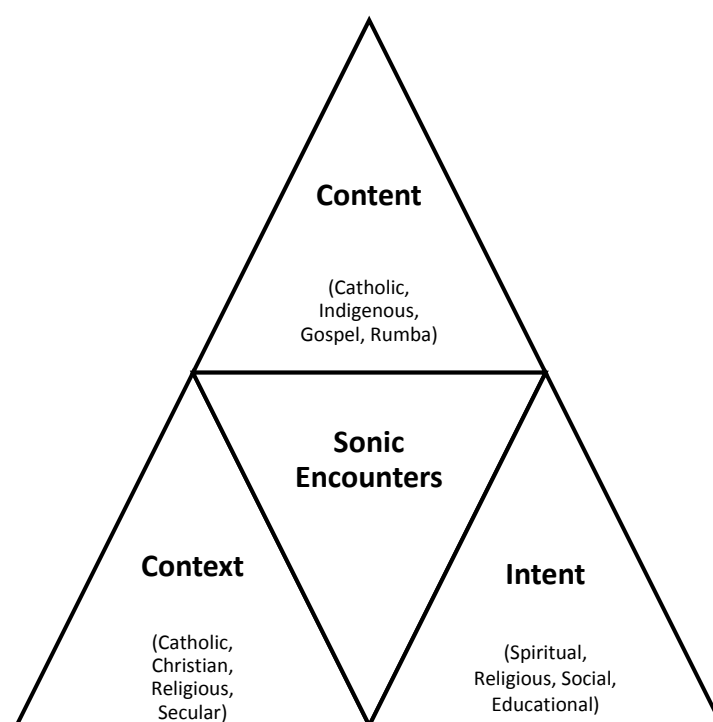 Content
(Catholic,
Indigenous,
Gospel, Rumba)
Sonic
Encounters
Context
(Catholic,
Christian,
Religious,
Secular)
Intent
(Spiritual,
Religious, Social,
Educational)